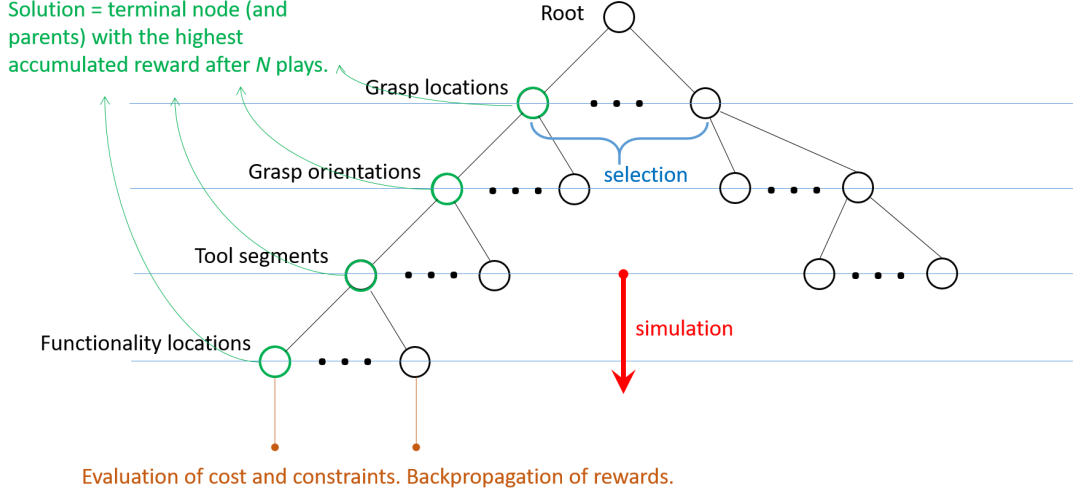 Solution = terminal node (and
parents) with the highest
accumulated reward after N plays.
Root
Grasp locations
Grasp orientations
selection
Tool segments
simulation
Functionality locations
Evaluation of cost and constraints. Backpropagation of rewards.